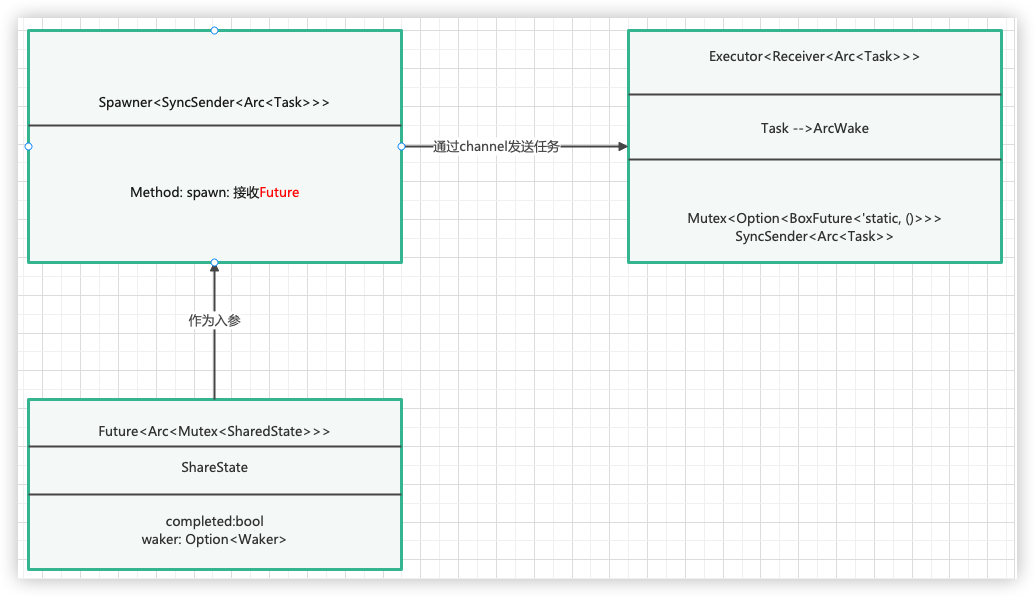 Spawner<SyncSender<Arc<Task>>>
Method: spawn: 接收Future
通过channel发送任务
Executor<Receiver<Arc<Task>>>
Task -->ArcWake
Mutex<Option<BoxFuture<'static, ()>>>
SyncSender<Arc<Task>>
作为入参
Future<Arc<Mutex<SharedState>>>
ShareState
completed:bool
waker: Option<Waker>